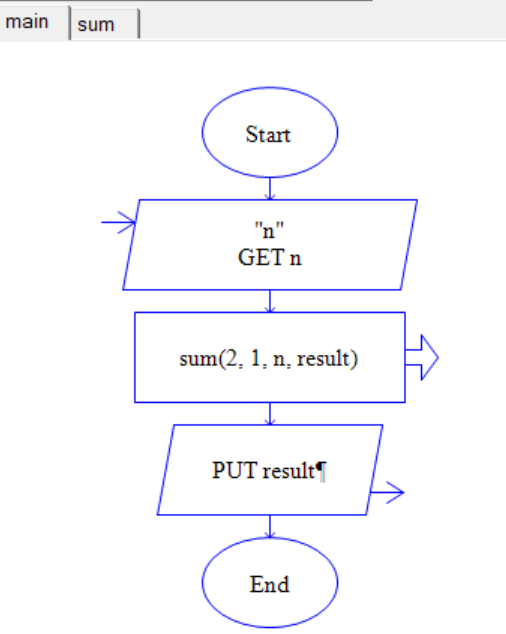 main
sum
Start
"n"
GET n
sum(2, 1, n, result)
PUT result¶
End